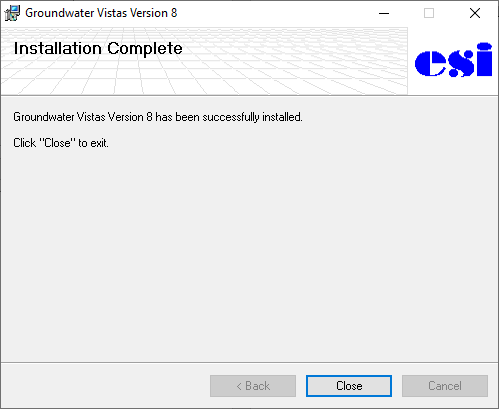 Groundwater Vistas Version 8
Installation Complete
esi
Groundwater Vistas Version 8 has been successfully installed.
Click "Close" to exit.
< Back
Close
Cancel